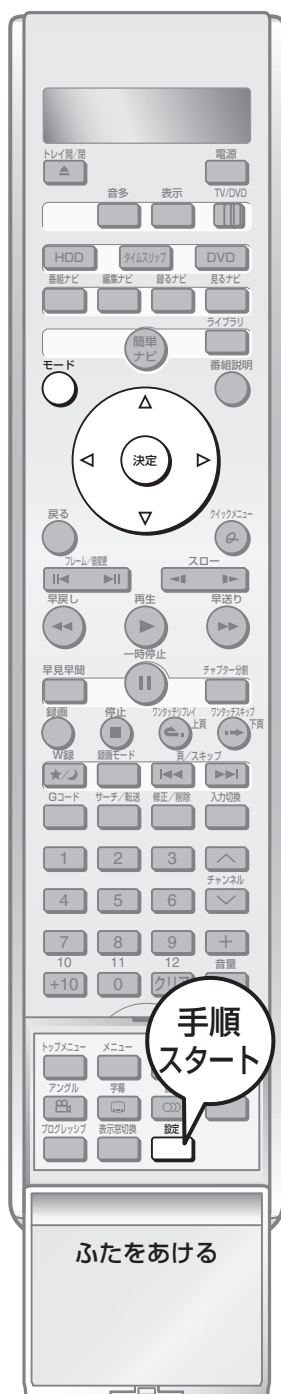 トレイ開/閉 電源
音多 表示 TV/DVD
HDD タイムスリップ DVD
番組ナビ 編集ナビ 録るナビ 見るナビ
ライブラリ
簡単
ナビ
モード 番組説明
決定
戻る クイックメニュー
フレーム/微調 スロー
早戻し 再生 早送り
一時停止
早見早聞 チャプター分割
録画 停止 ワンタッチリプレイ ワンタッチスキップ
上頁 下頁
W録 録画モード 頁/スキップ
Gコード サーチ/転送 修正/削除 入力切換
1 2 3
チャンネル
4 5 6
7 8 9 +
10 11 12 音量
+10 0 クリア
手順
スタート
トップメニュー メニュー
アングル 字幕
プログレッシブ 表示窓切換 設定
ふたをあける